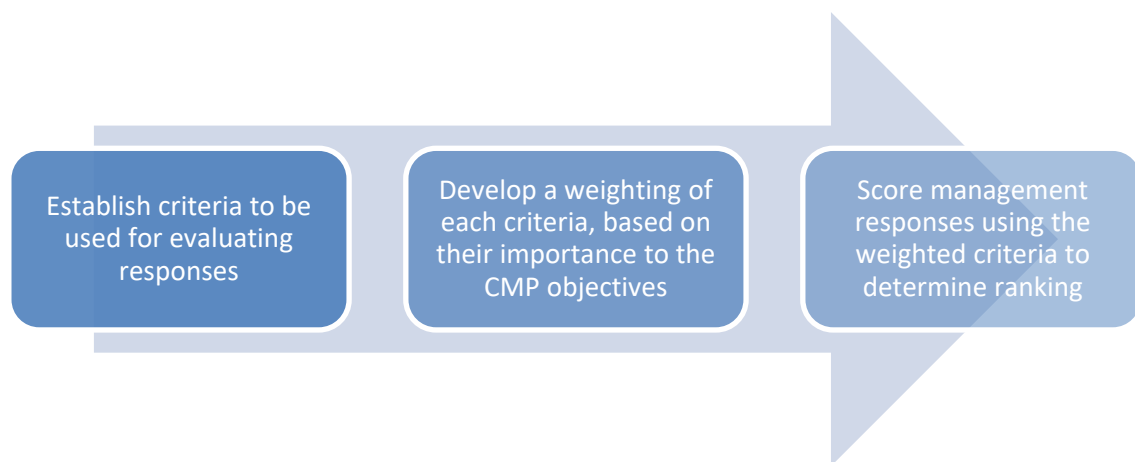 Establish criteria to be
used for evaluating
responses
Develop a weighting of
each criteria, based on
their importance to the
CMP objectives
Score management
responses using the
weighted criteria to
determine ranking